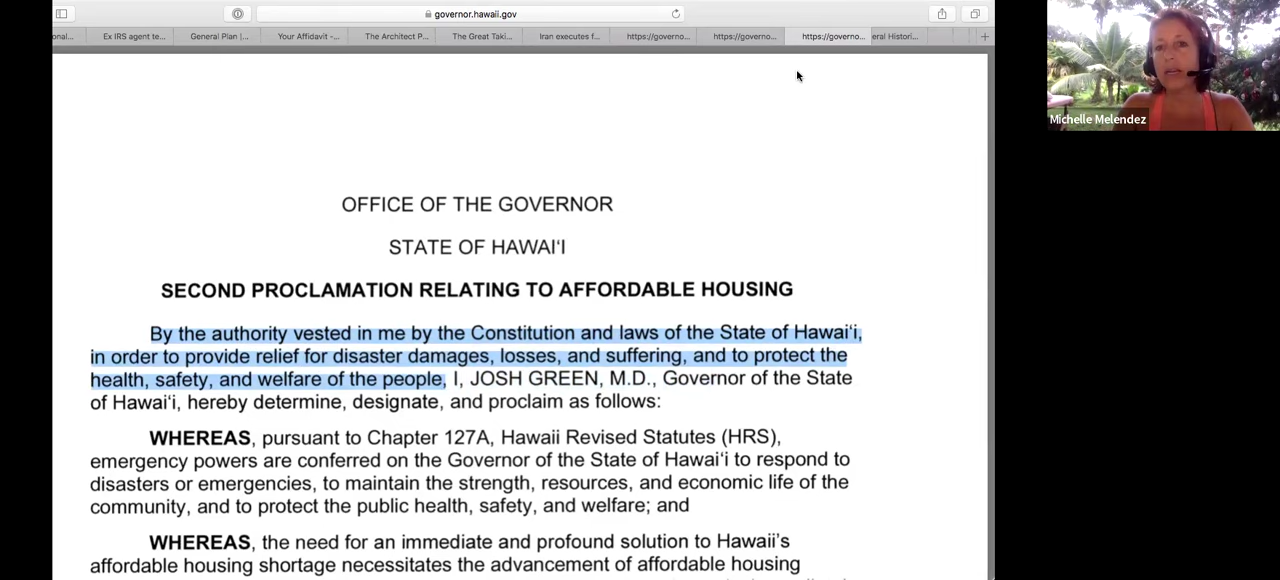 governor.hawaii.gov
onal...
Ex IRS agent te...
General Plan |...
Your Affidavit -...
The Architect P...
The Great Taki...
Iran executes f...
https://governo...
https://governo...
https://governo...
eral Histori...
Michelle Melendez
OFFICE OF THE GOVERNOR
STATE OF HAWAIʻI
SECOND PROCLAMATION RELATING TO AFFORDABLE HOUSING
By the authority vested in me by the Constitution and laws of the State of Hawaiʻi,
in order to provide relief for disaster damages, losses, and suffering, and to protect the
health, safety, and welfare of the people, I, JOSH GREEN, M.D., Governor of the State
of Hawaiʻi, hereby determine, designate, and proclaim as follows:
WHEREAS, pursuant to Chapter 127A, Hawaii Revised Statutes (HRS),
emergency powers are conferred on the Governor of the State of Hawaiʻi to respond to
disasters or emergencies, to maintain the strength, resources, and economic life of the
community, and to protect the public health, safety, and welfare; and
WHEREAS, the need for an immediate and profound solution to Hawaii's
affordable housing shortage necessitates the advancement of affordable housing